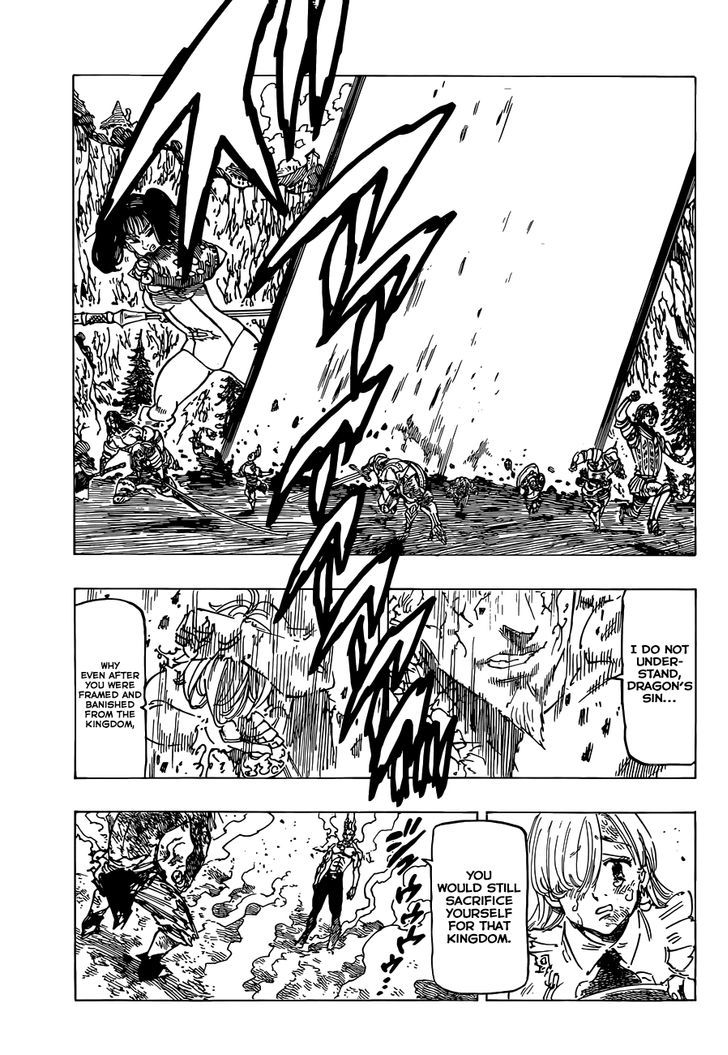 I DO NOT
UNDER-
STAND,
DRAGON'S
SIN...
WHY
EVEN AFTER
YOU WERE
FRAMED AND
BANISHED
FROM THE
KINGDOM,
YOU
WOULD STILL
SACRIFICE
YOURSELF
FOR THAT
KINGDOM.